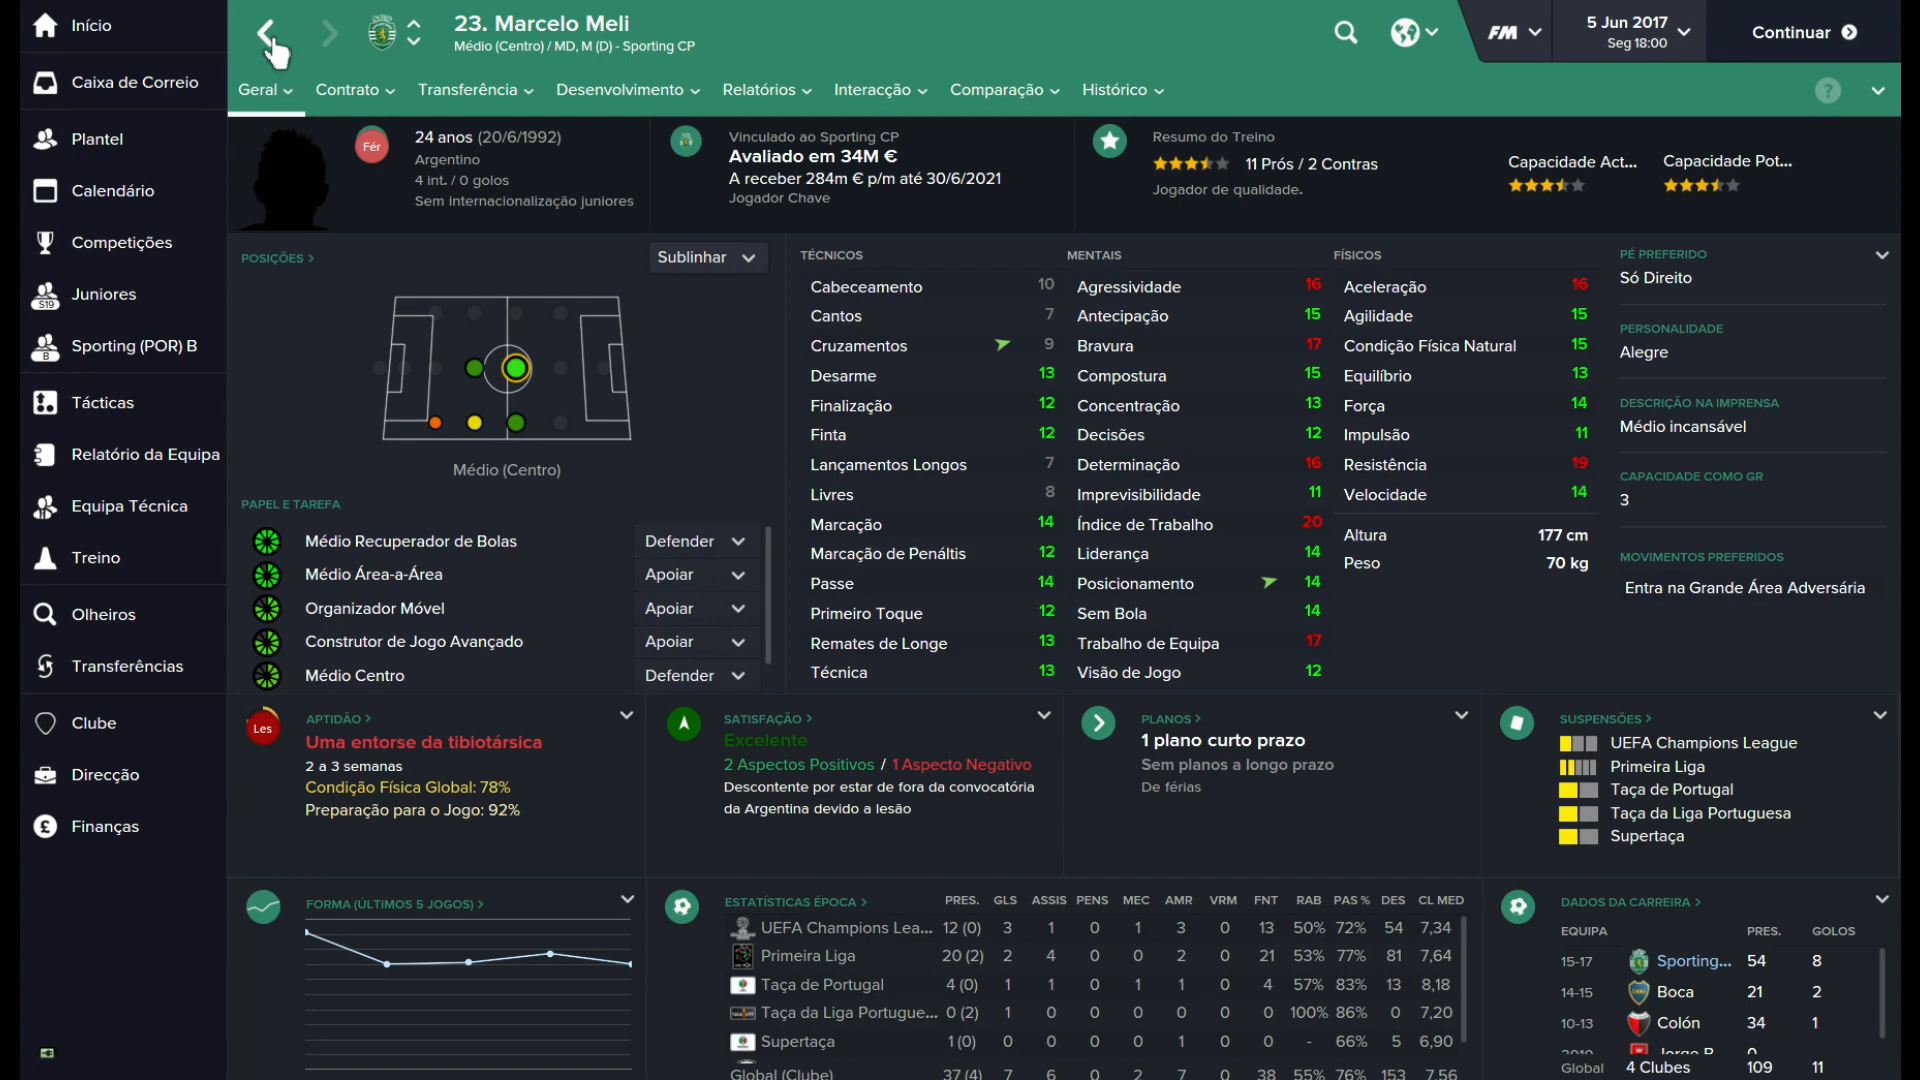 Início
Caixa de Correio
Plantel
Calendário
Competições
S19
Juniores
B
Sporting (POR) B
Tácticas
Relatório da Equipa
Equipa Técnica
Treino
Olheiros
Transferências
Clube
Direcção
£
Finanças
23. Marcelo Meli
Médio (Centro) / MD, M (D) - Sporting CP
FM
5 Jun 2017
Seg 18:00
Continuar
Geral
Contrato
Transferência
Desenvolvimento
Relatórios
Interacção
Comparação
Histórico
?
Fér
24 anos (20/6/1992)
Argentino
4 int. / 0 golos
Sem internacionalização juniores
Vinculado ao Sporting CP
Avaliado em 34M €
A receber 284m € p/m até 30/6/2021
Jogador Chave
Resumo do Treino
11 Prós / 2 Contras
Jogador de qualidade.
Capacidade Act...
Capacidade Pot...
POSIÇÕES >
Sublinhar
Médio (Centro)
PAPEL E TAREFA
Médio Recuperador de Bolas Defender
Médio Área-a-Área Apoiar
Organizador Móvel Apoiar
Construtor de Jogo Avançado Apoiar
Médio Centro Defender
TÉCNICOS
Cabeceamento 10
Cantos 7
Cruzamentos 9
Desarme 13
Finalização 12
Finta 12
Lançamentos Longos 7
Livres 8
Marcação 14
Marcação de Penáltis 12
Passe 14
Primeiro Toque 12
Remates de Longe 13
Técnica 13
MENTAIS
Agressividade 16
Antecipação 15
Bravura 17
Compostura 15
Concentração 13
Decisões 12
Determinação 16
Imprevisibilidade 11
Índice de Trabalho 20
Liderança 14
Posicionamento 14
Sem Bola 14
Trabalho de Equipa 17
Visão de Jogo 12
FÍSICOS
Aceleração 16
Agilidade 15
Condição Física Natural 15
Equilíbrio 13
Força 14
Impulsão 11
Resistência 19
Velocidade 14
Altura 177 cm
Peso 70 kg
PÉ PREFERIDO
Só Direito
PERSONALIDADE
Alegre
DESCRIÇÃO NA IMPRENSA
Médio incansável
CAPACIDADE COMO GR
3
MOVIMENTOS PREFERIDOS
Entra na Grande Área Adversária
Les
APTIDÃO >
Uma entorse da tibiotársica
2 a 3 semanas
Condição Física Global: 78%
Preparação para o Jogo: 92%
SATISFAÇÃO >
Excelente
2 Aspectos Positivos / 1 Aspecto Negativo
Descontente por estar de fora da convocatória
da Argentina devido a lesão
PLANOS >
1 plano curto prazo
Sem planos a longo prazo
De férias
SUSPENSÕES >
UEFA Champions League
Primeira Liga
Taça de Portugal
Taça da Liga Portuguesa
Supertaça
FORMA (ÚLTIMOS 5 JOGOS) >
ESTATÍSTICAS ÉPOCA > PRES. GLS ASSIS PENS MEC AMR VRM FNT RAB PAS % DES CL MED
UEFA Champions Lea... 12 (0) 3 1 0 1 3 0 13 50% 72% 54 7,34
Primeira Liga 20 (2) 2 4 0 0 2 0 21 53% 77% 81 7,64
Taça de Portugal 4 (0) 1 1 0 1 1 0 4 57% 83% 13 8,18
Taça da Liga Portugue... 0 (2) 1 0 0 0 0 0 0 100% 86% 0 7,20
Supertaça 1 (0) 0 0 0 0 1 0 0 - 66% 5 6,90
Global (Clube) 37 (4) 7 6 0 2 7 0 38 55% 76% 153 7,56
DADOS DA CARREIRA >
EQUIPA PRES. GOLOS
15-17 Sporting... 54 8
14-15 Boca 21 2
10-13 Colón 34 1
2010 Jorge B. 0
Global 4 Clubes 109 11